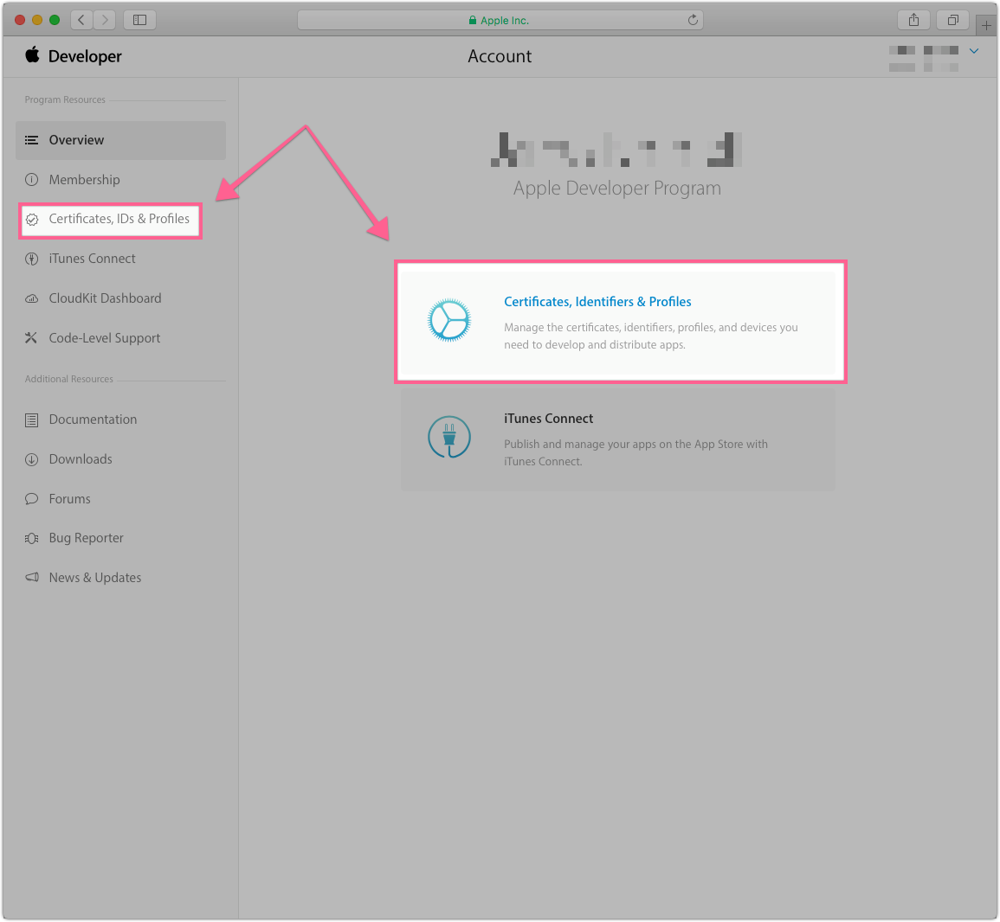 Apple Inc.
Developer
Account
Program Resources
Overview
Membership
Certificates, IDs & Profiles
iTunes Connect
CloudKit Dashboard
Code-Level Support
Additional Resources
Documentation
Downloads
Forums
Bug Reporter
News & Updates
Apple Developer Program
Certificates, Identifiers & Profiles
Manage the certificates, identifiers, profiles, and devices you
need to develop and distribute apps.
iTunes Connect
Publish and manage your apps on the App Store with
iTunes Connect.